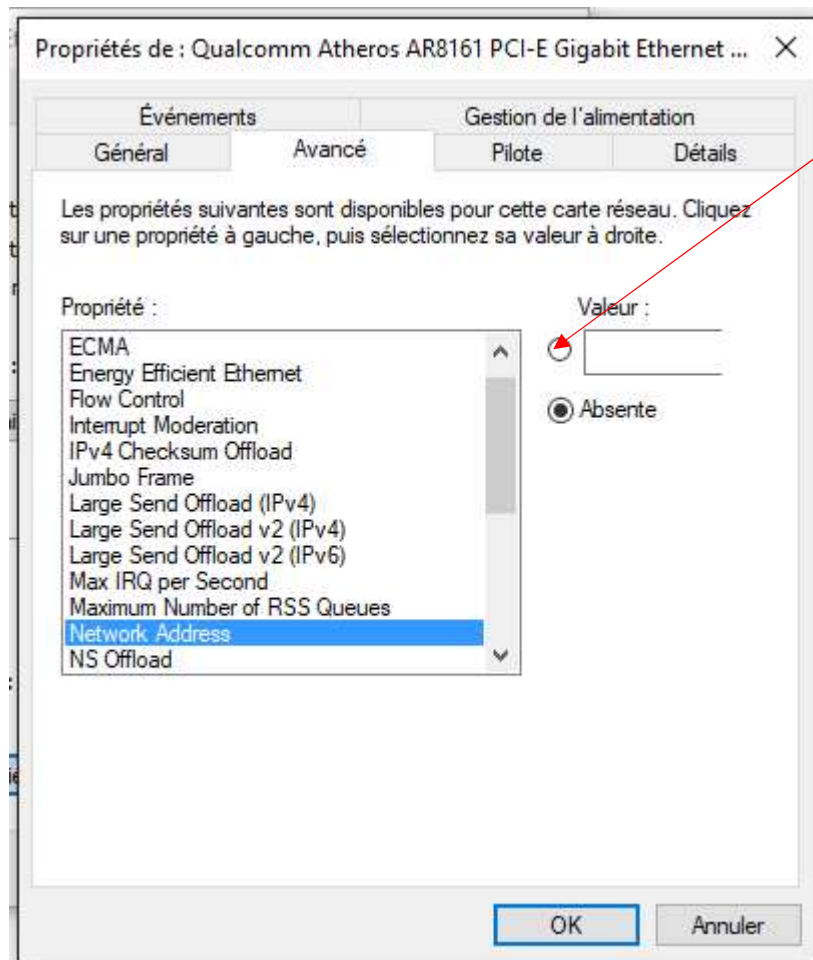 Propriétés de : Qualcomm Atheros AR8161 PCI-E Gigabit Ethernet ...
Événements
Gestion de l'alimentation
Général
Avancé
Pilote
Détails
Les propriétés suivantes sont disponibles pour cette carte réseau. Cliquez
sur une propriété à gauche, puis sélectionnez sa valeur à droite.
Propriété :
Valeur :
ECMA
Energy Efficient Ethernet
Flow Control
Interrupt Moderation
IPv4 Checksum Offload
Jumbo Frame
Large Send Offload (IPv4)
Large Send Offload v2 (IPv4)
Large Send Offload v2 (IPv6)
Max IRQ per Second
Maximum Number of RSS Queues
Network Address
NS Offload
Absente
OK
Annuler